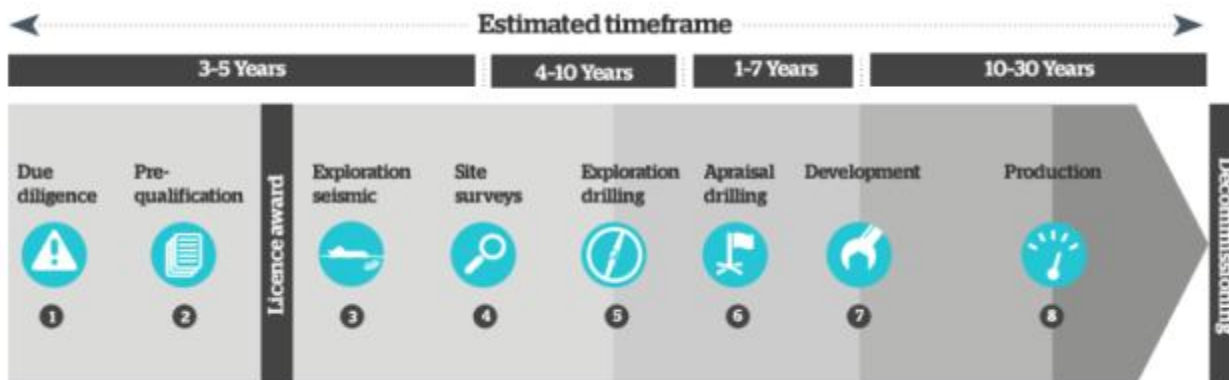 Estimated timeframe
3-5 Years
4-10 Years
1-7 Years
10-30 Years
Due
diligence
Pre-
qualification
Licence award
Exploration
seismic
Site
surveys
Exploration
drilling
Appraisal
drilling
Development
Production
Decommissioning
1
2
3
4
5
6
7
8